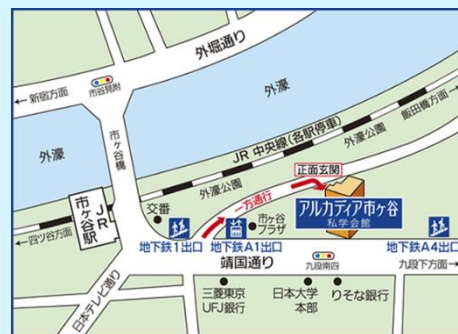 外堀通り
←新宿方面
市谷見附
外濠
外濠
飯田橋方面→
市ヶ谷橋
JR 中央線(各駅停車)
外濠公園
外濠
外濠公園
正面玄関
一方通行
JR
市ヶ谷駅
交番
市ヶ谷
プラザ
アルカディア市ヶ谷
私学会館
←四ツ谷方面
地下鉄1出口
地下鉄A1出口
地下鉄A4出口
靖国通り
九段南四
九段下方面→
日本テレビ通り
三菱東京
UFJ銀行
日本大学
本部
りそな銀行